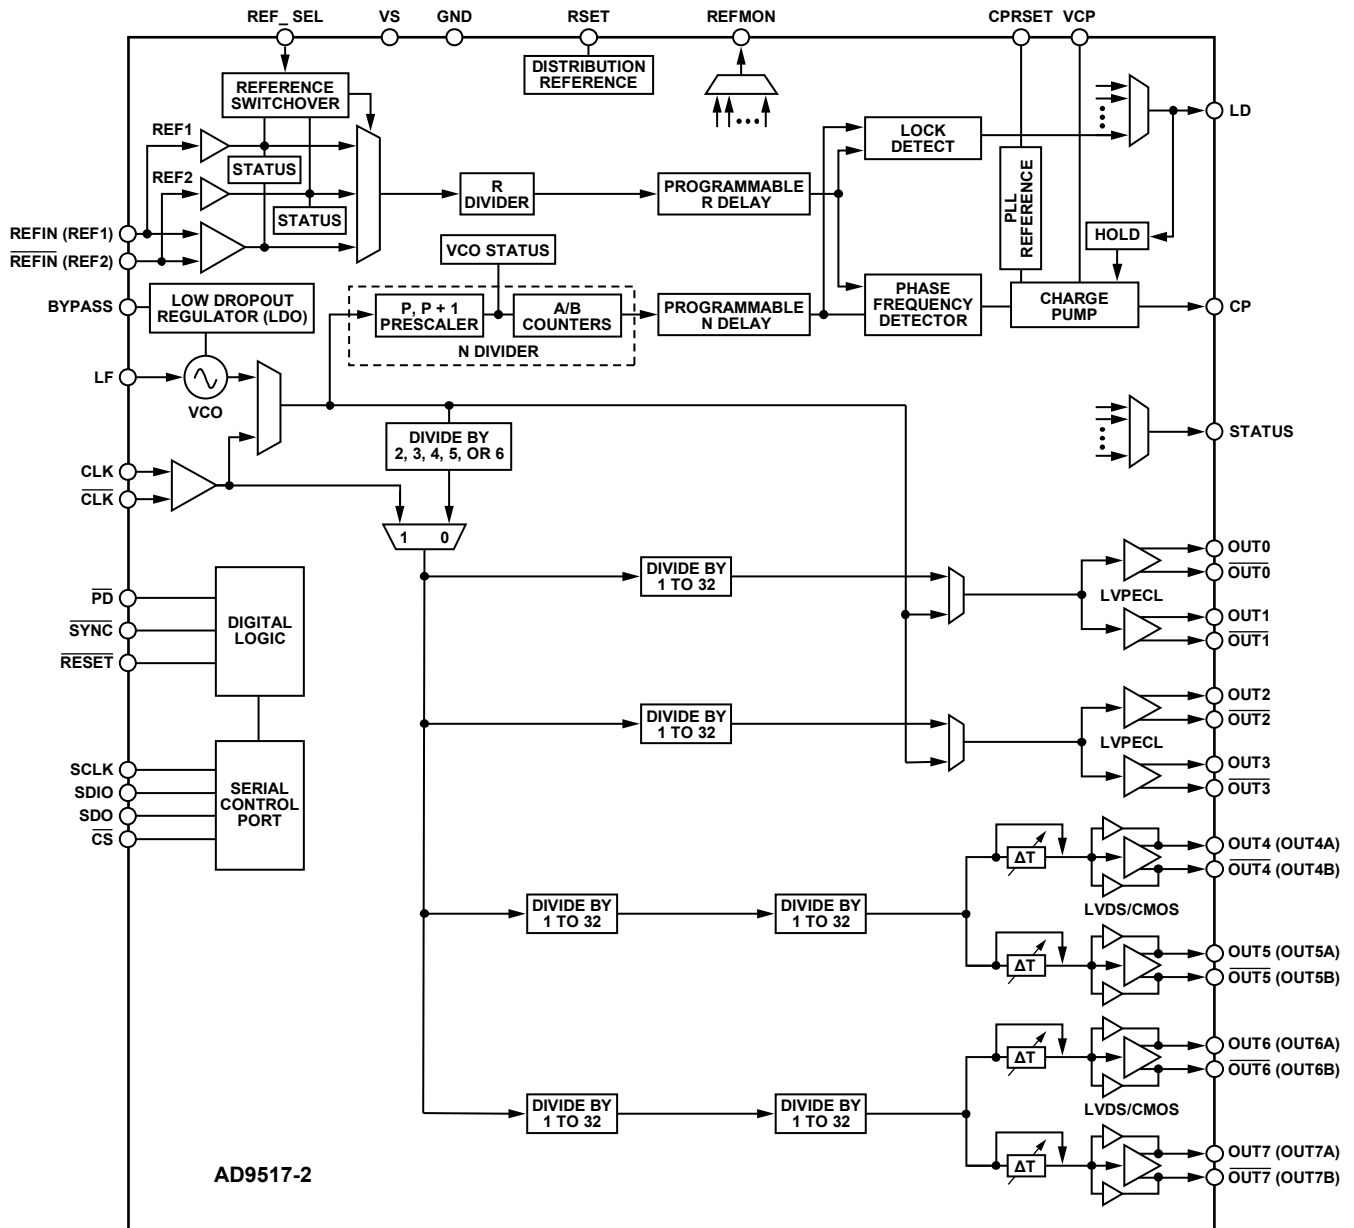 REF_ SEL VS GND RSET REFMON CPRSET VCP
DISTRIBUTION
REFERENCE
REFERENCE
SWITCHOVER
REF1
STATUS
REF2
STATUS
REFIN (REF1)
REFIN (REF2)
R
DIVIDER
PROGRAMMABLE
R DELAY
LOCK
DETECT
LD
PLL
REFERENCE
HOLD
VCO STATUS
BYPASS
LOW DROPOUT
REGULATOR (LDO)
P, P + 1
PRESCALER
A/B
COUNTERS
N DIVIDER
PROGRAMMABLE
N DELAY
PHASE
FREQUENCY
DETECTOR
CHARGE
PUMP
CP
LF
VCO
STATUS
DIVIDE BY
2, 3, 4, 5, OR 6
CLK
CLK
1 0
PD
SYNC
RESET
DIGITAL
LOGIC
DIVIDE BY
1 TO 32
LVPECL
OUT0
OUT0
OUT1
OUT1
DIVIDE BY
1 TO 32
LVPECL
OUT2
OUT2
OUT3
OUT3
SCLK
SDIO
SDO
CS
SERIAL
CONTROL
PORT
DIVIDE BY
1 TO 32
DIVIDE BY
1 TO 32
ΔT
OUT4 (OUT4A)
OUT4 (OUT4B)
LVDS/CMOS
ΔT
OUT5 (OUT5A)
OUT5 (OUT5B)
DIVIDE BY
1 TO 32
DIVIDE BY
1 TO 32
ΔT
OUT6 (OUT6A)
OUT6 (OUT6B)
LVDS/CMOS
ΔT
OUT7 (OUT7A)
OUT7 (OUT7B)
AD9517-2